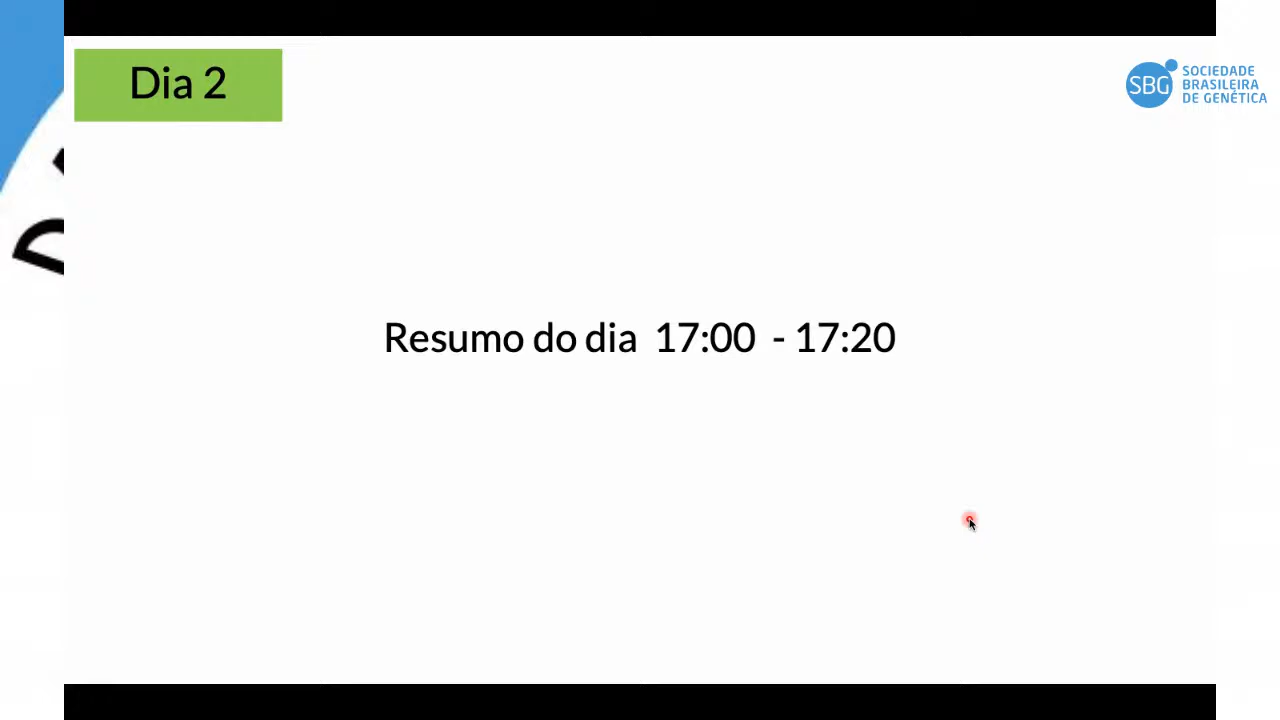 Dia 2
SBG
SOCIEDADE
BRASILEIRA
DE GENÉTICA
Resumo do dia 17:00 - 17:20
D